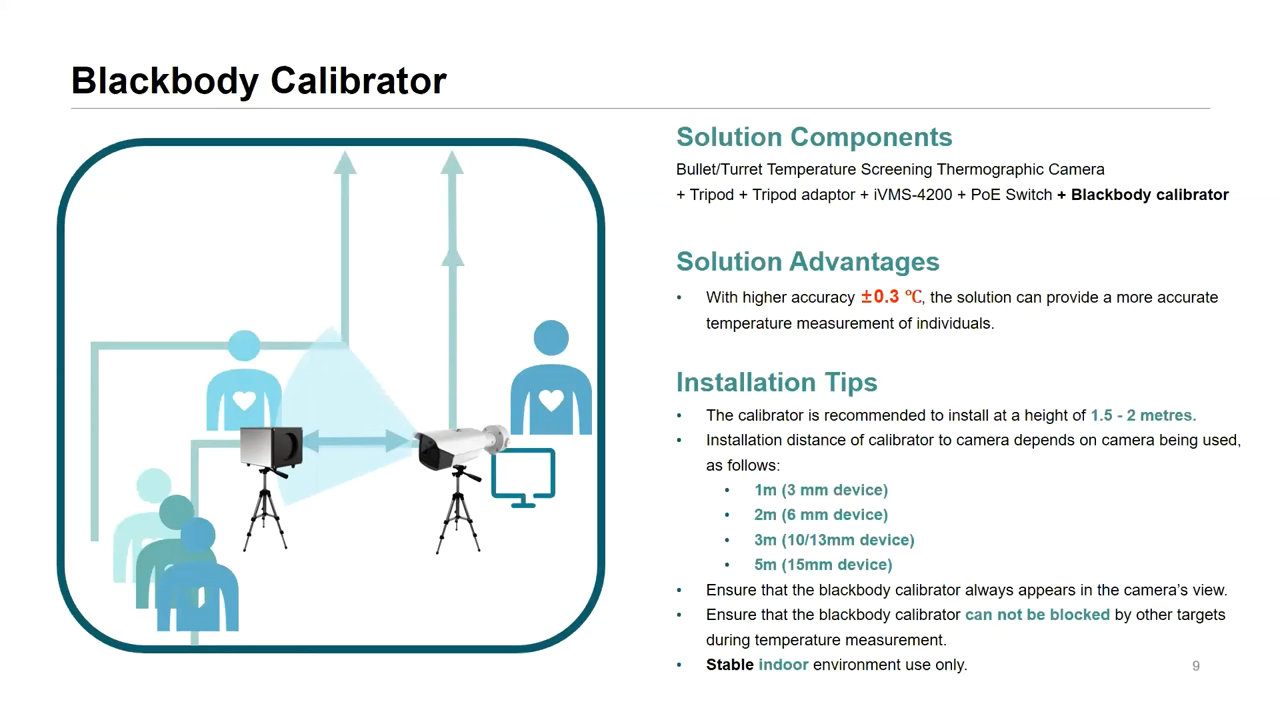 Blackbody Calibrator
Solution Components
Bullet/Turret Temperature Screening Thermographic Camera
+ Tripod + Tripod adaptor + iVMS-4200 + PoE Switch + Blackbody calibrator
Solution Advantages
• With higher accuracy ±0.3 ℃, the solution can provide a more accurate
temperature measurement of individuals.
Installation Tips
• The calibrator is recommended to install at a height of 1.5 - 2 metres.
• Installation distance of calibrator to camera depends on camera being used,
as follows:
• 1m (3 mm device)
• 2m (6 mm device)
• 3m (10/13mm device)
• 5m (15mm device)
• Ensure that the blackbody calibrator always appears in the camera’s view.
• Ensure that the blackbody calibrator can not be blocked by other targets
during temperature measurement.
• Stable indoor environment use only.
9